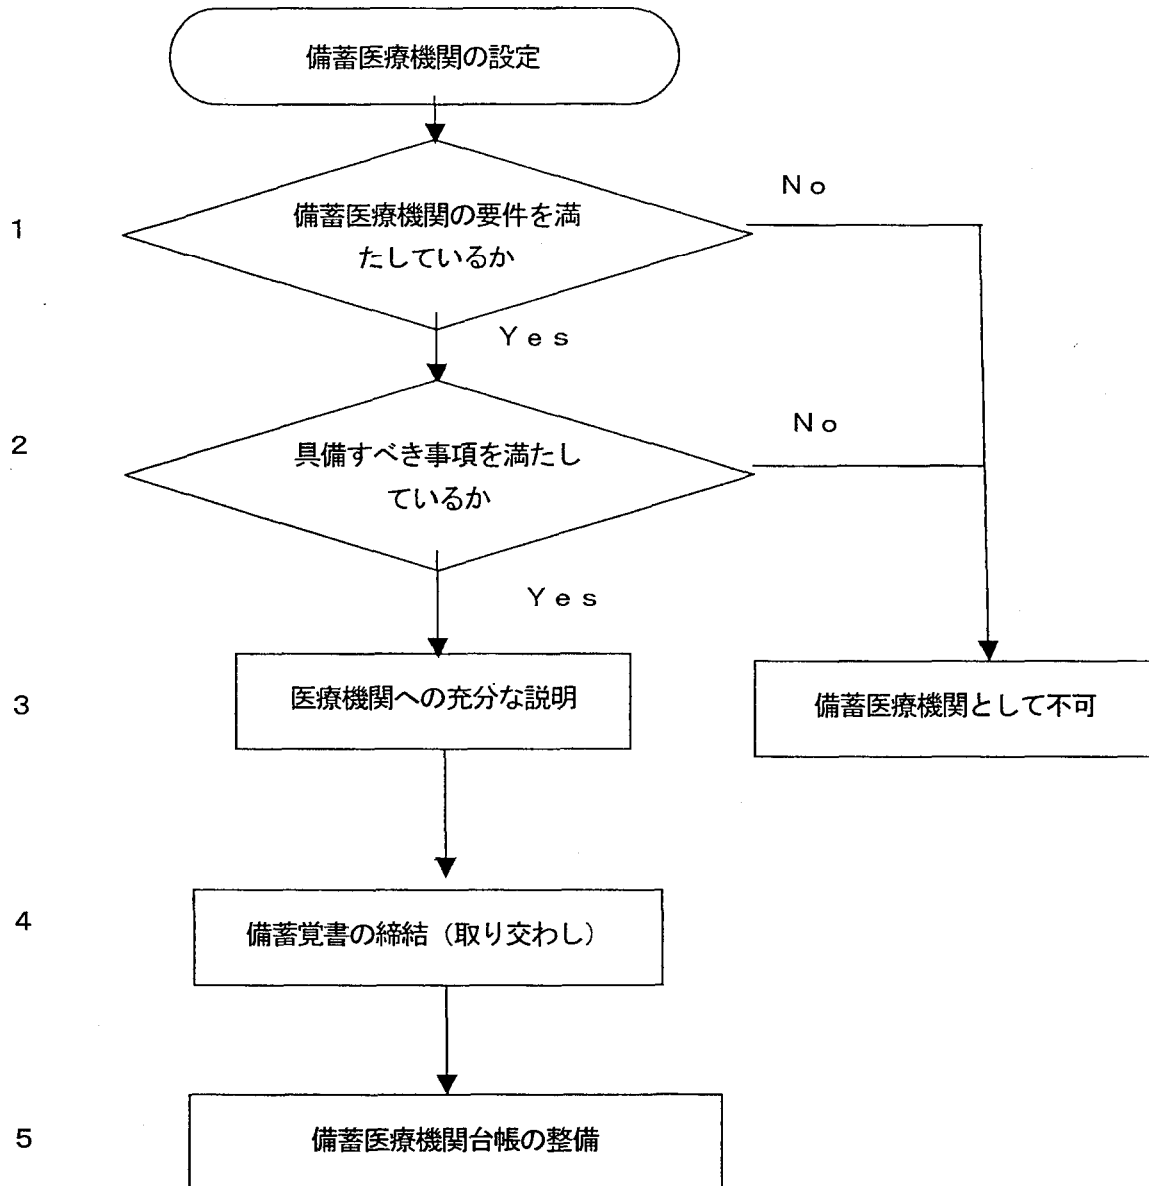 備蓄医療機関の設定
No
1
備蓄医療機関の要件を満
たしているか
Yes
2
No
具備すべき事項を満たし
ているか
Yes
3
医療機関への充分な説明
備蓄医療機関として不可
4
備蓄覚書の締結（取り交わし）
5
備蓄医療機関台帳の整備